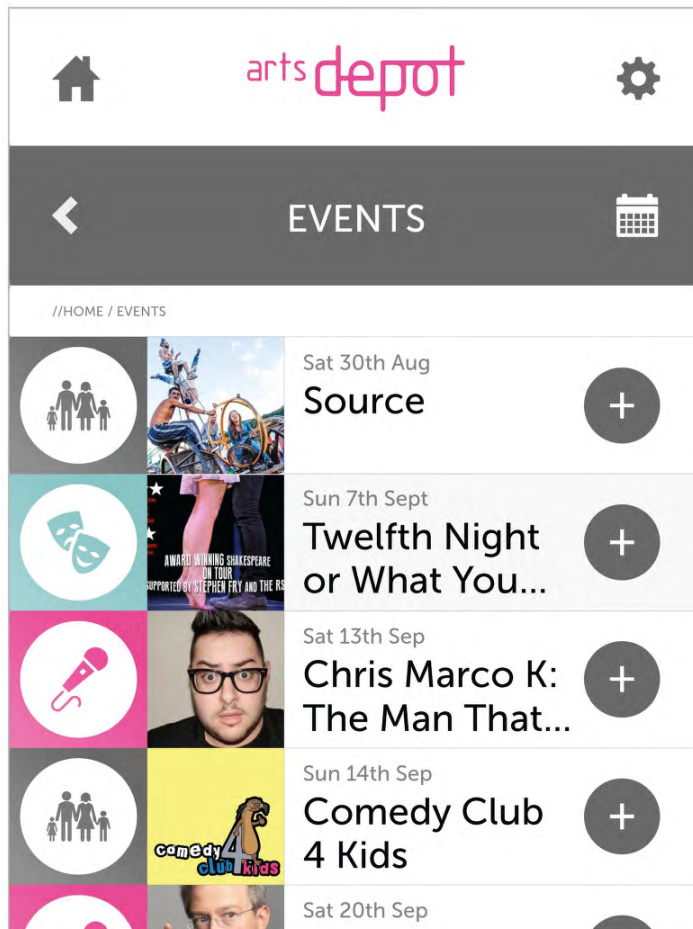 arts depot
EVENTS
//HOME / EVENTS
Sat 30th Aug
Source
Sun 7th Sept
Twelfth Night
or What You...
AWARD WINNING SHAKESPEARE
ON TOUR
SUPPORTED BY STEPHEN FRY AND THE RS
Sat 13th Sep
Chris Marco K:
The Man That...
Sun 14th Sep
Comedy Club
4 Kids
comedy
4
club kids
Sat 20th Sep